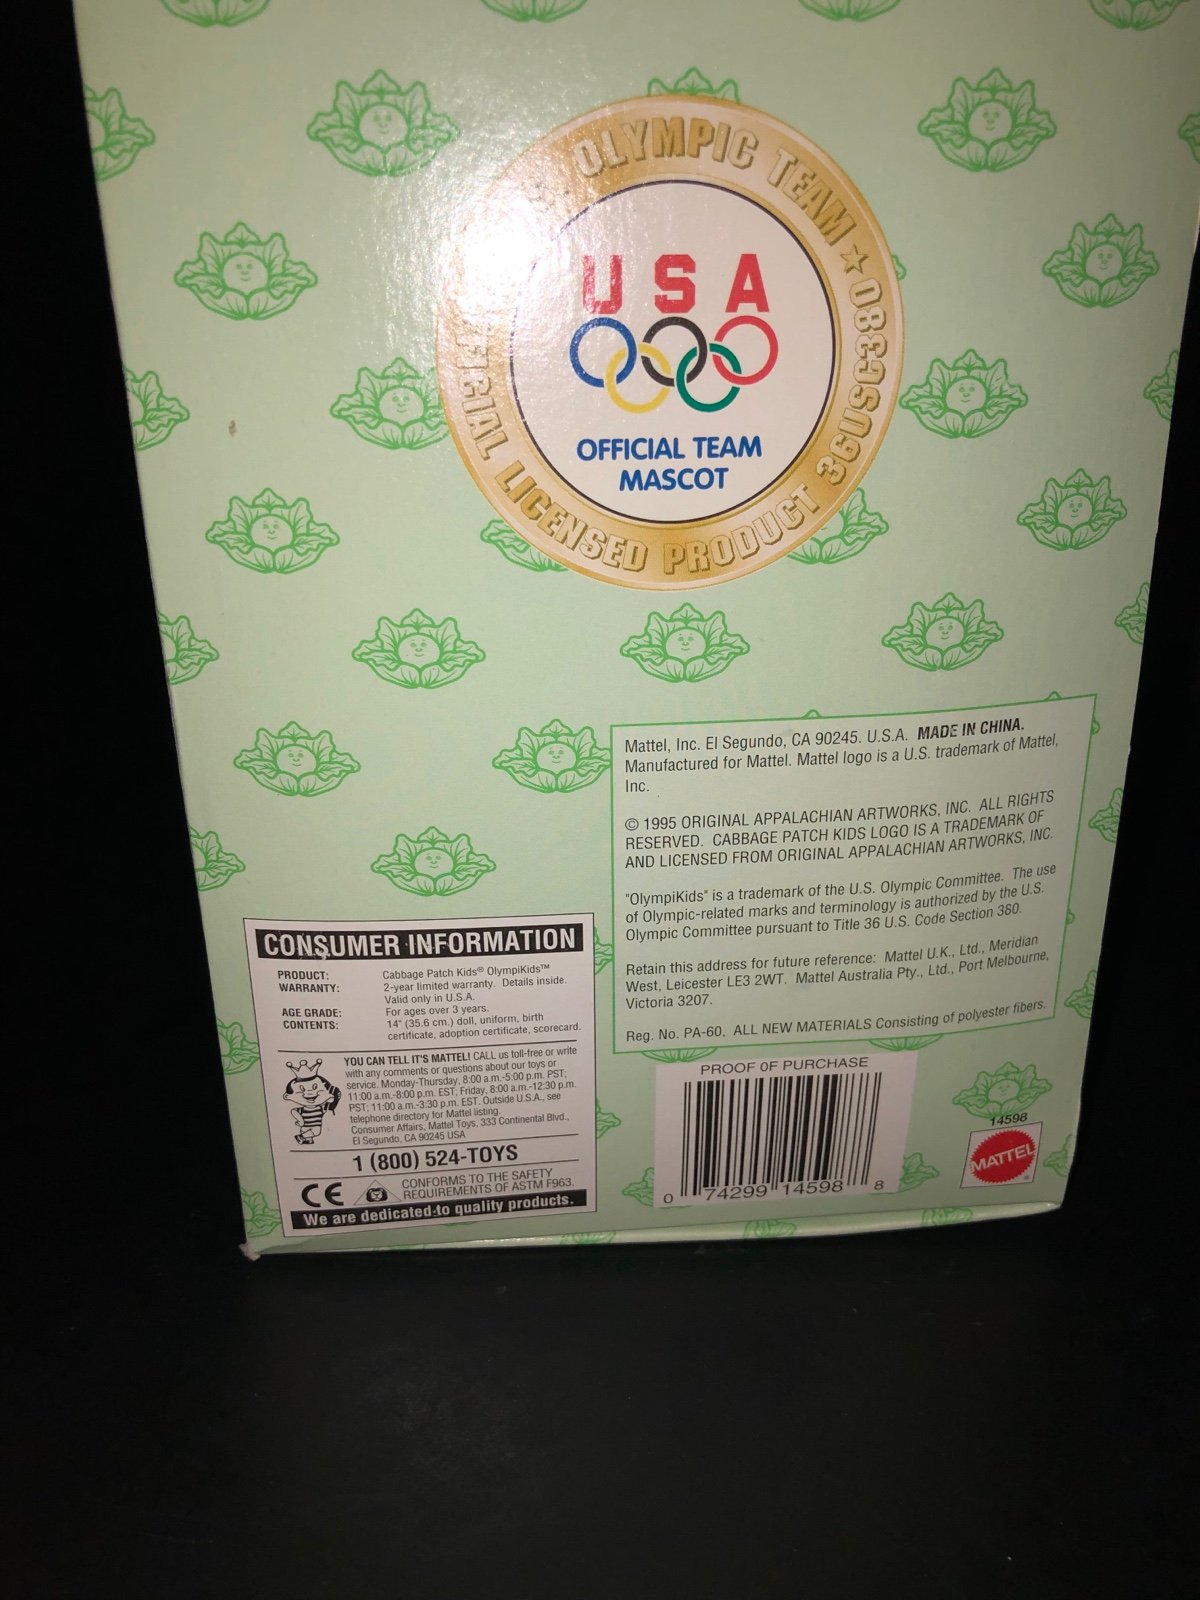 OLYMPIC TEAM ★ 36USC380
LICENSED PRODUCT
USA
OFFICIAL TEAM
MASCOT
Mattel, Inc. El Segundo, CA 90245. U.S.A. MADE IN CHINA.
Manufactured for Mattel. Mattel logo is a U.S. trademark of Mattel,
Inc.
© 1995 ORIGINAL APPALACHIAN ARTWORKS, INC. ALL RIGHTS
RESERVED. CABBAGE PATCH KIDS LOGO IS A TRADEMARK OF
AND LICENSED FROM ORIGINAL APPALACHIAN ARTWORKS, INC.
"OlympiKids" is a trademark of the U.S. Olympic Committee. The use
of Olympic-related marks and terminology is authorized by the U.S.
Olympic Committee pursuant to Title 36 U.S. Code Section 380.
Retain this address for future reference: Mattel U.K., Ltd., Meridian
West, Leicester LE3 2WT. Mattel Australia Pty., Ltd., Port Melbourne,
Victoria 3207.
Reg. No. PA-60. ALL NEW MATERIALS Consisting of polyester fibers.
CONSUMER INFORMATION
PRODUCT: Cabbage Patch Kids® OlympiKids™
WARRANTY: 2-year limited warranty. Details inside.
Valid only in U.S.A.
AGE GRADE: For ages over 3 years.
CONTENTS: 14" (35.6 cm.) doll, uniform, birth
certificate, adoption certificate, scorecard.
YOU CAN TELL IT'S MATTEL! CALL us toll-free or write
with any comments or questions about our toys or
service. Monday-Thursday, 8:00 a.m.-5:00 p.m. PST;
11:00 a.m.-8:00 p.m. EST; Friday, 8:00 a.m.-12:30 p.m.
PST; 11:00 a.m.-3:30 p.m. EST. Outside U.S.A., see
telephone directory for Mattel listing.
Consumer Affairs, Mattel Toys, 333 Continental Blvd.,
El Segundo, CA 90245 USA
1 (800) 524-TOYS
CE
CONFORMS TO THE SAFETY
REQUIREMENTS OF ASTM F963.
We are dedicated to quality products.
PROOF OF PURCHASE
0 74299 14598 8
14598
MATTEL